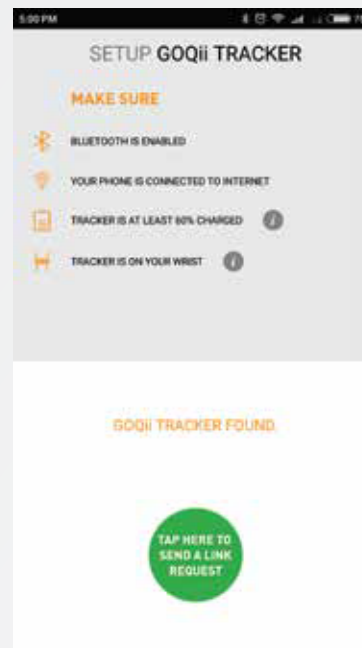 5:00 PM
SETUP GOQii TRACKER
MAKE SURE
BLUETOOTH IS ENABLED
YOUR PHONE IS CONNECTED TO INTERNET
TRACKER IS AT LEAST 60% CHARGED
TRACKER IS ON YOUR WRIST
GOQii TRACKER FOUND
TAP HERE TO
SEND A LINK
REQUEST